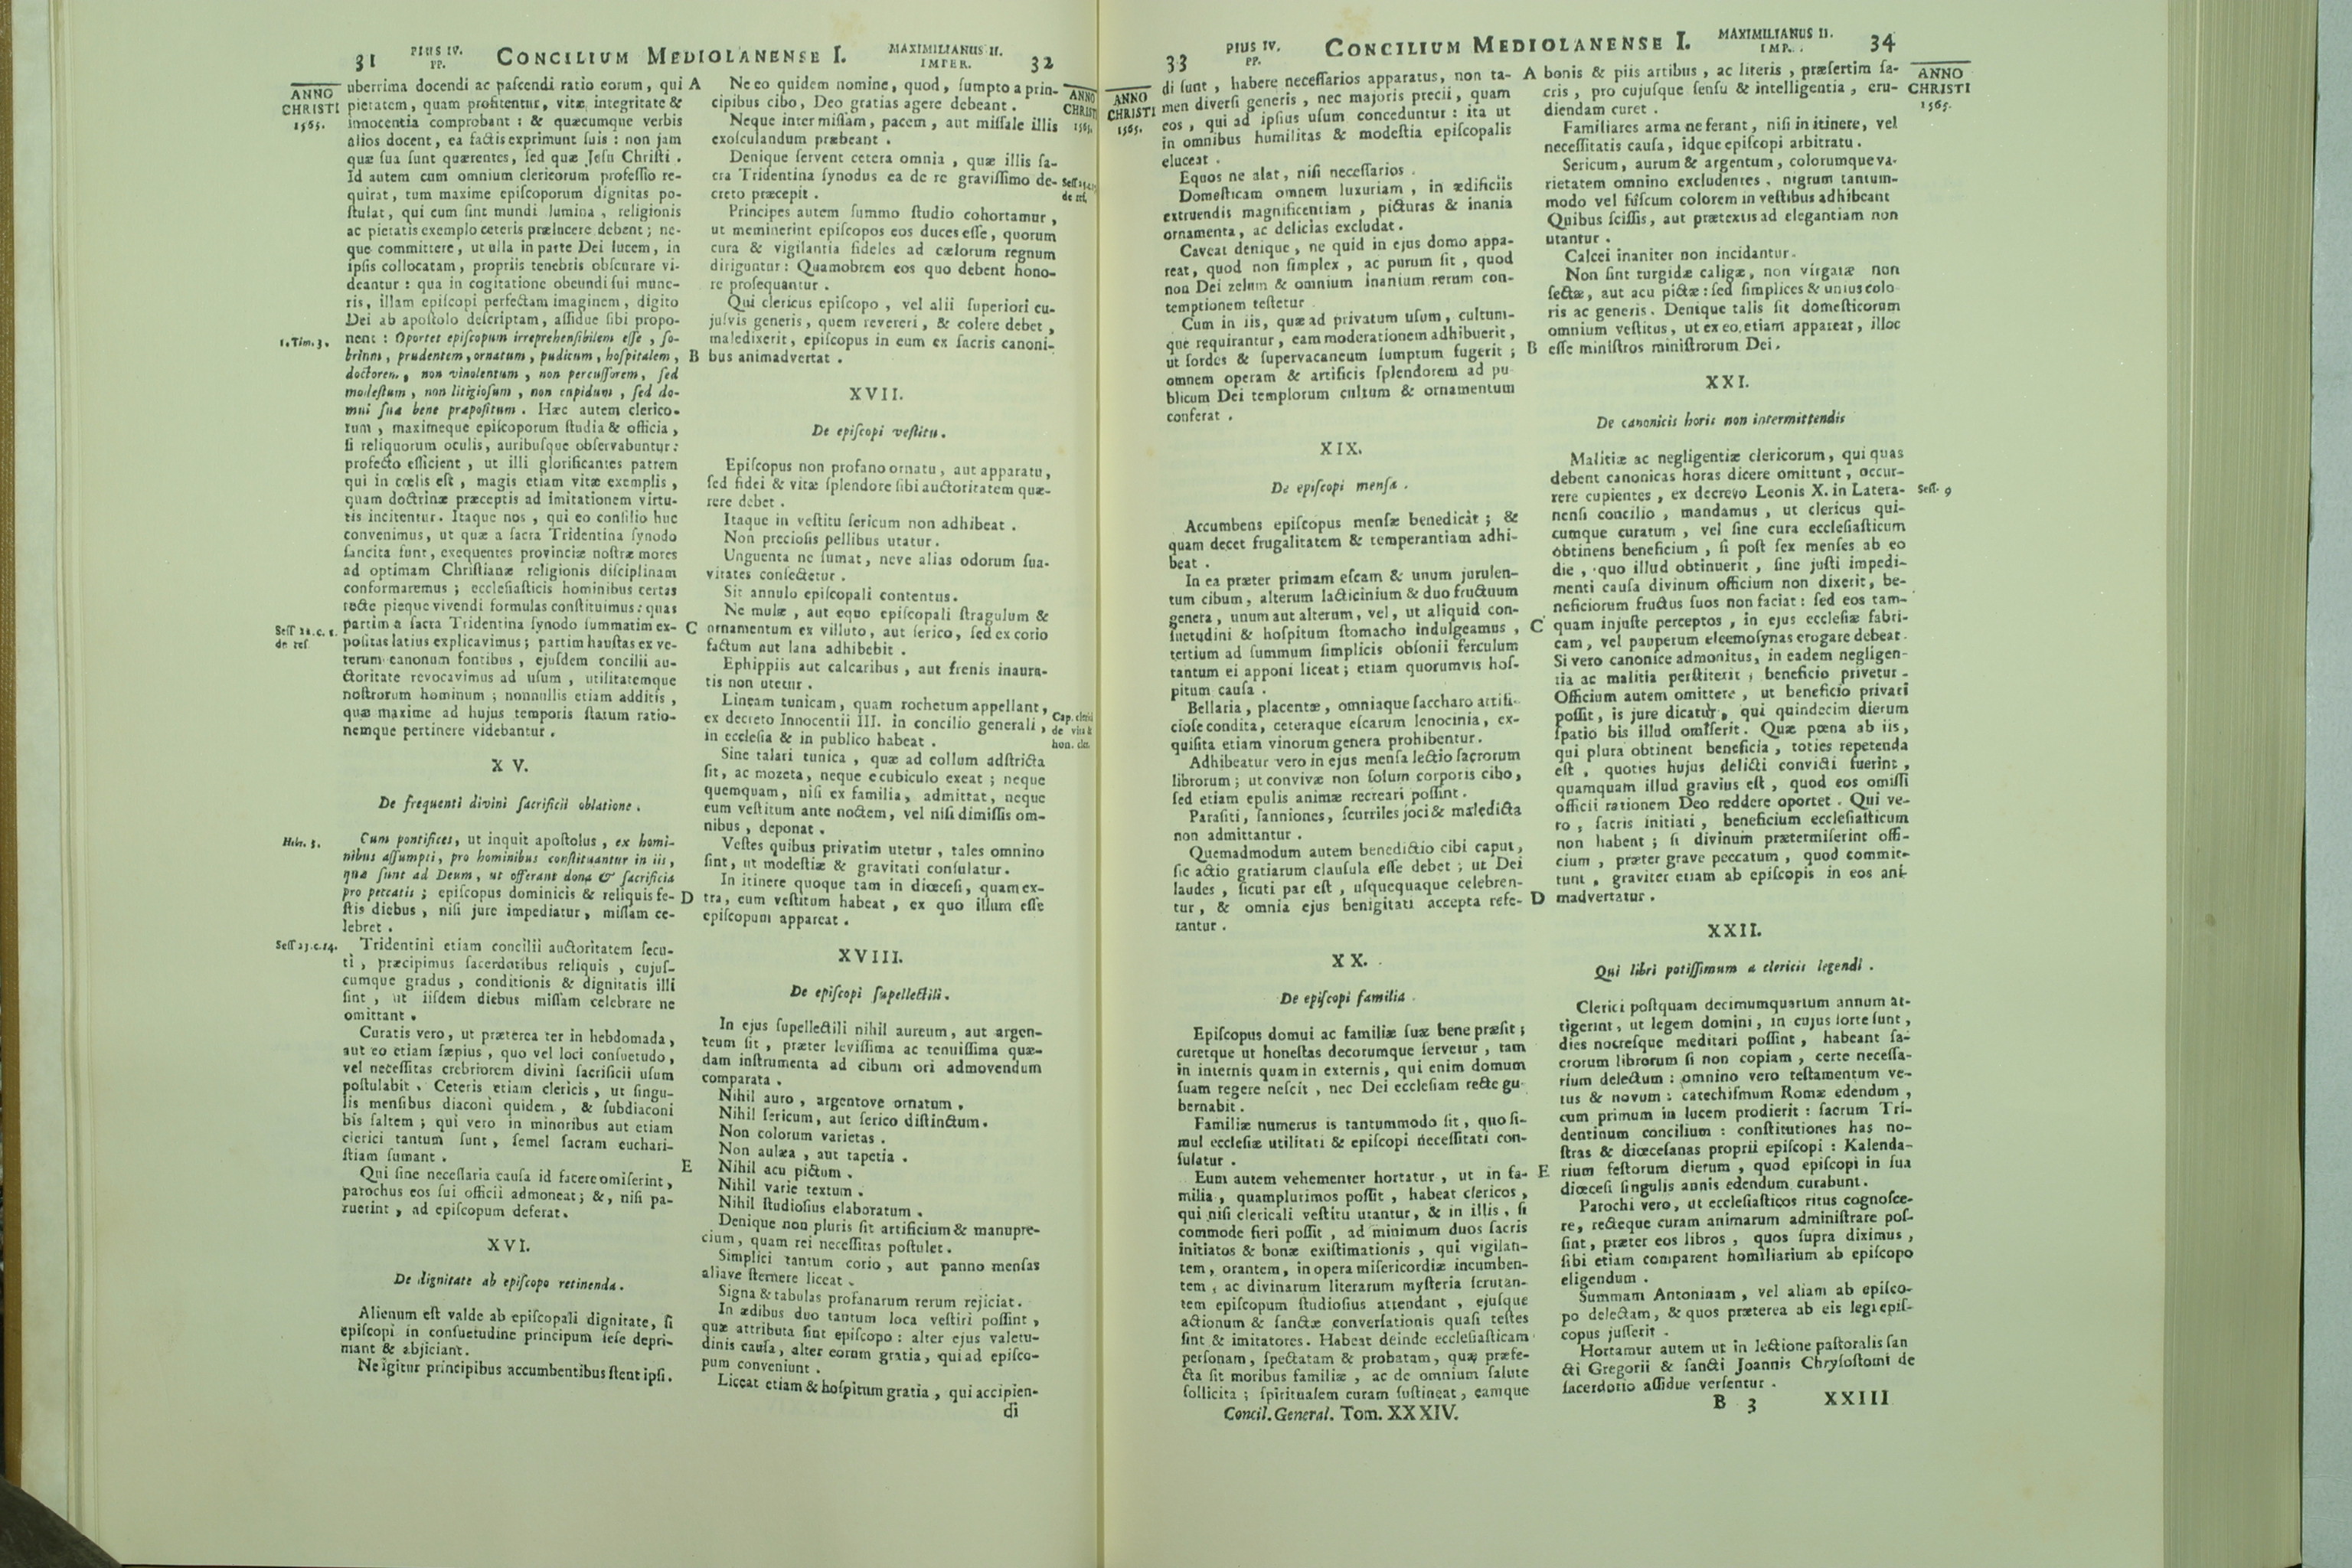 31
PIUS IV.
PP.
CONCILIUM MEDIOLANENSE I.
MAXIMILIANUS II.
IMPER.
32
ANNO
CHRISTI
1565.
uberrima docendi ac paſcendi ratio eorum, qui
pietatem, quam profitentur, vitæ integritate &
innocentia comprobant : & quæcumque verbis
alios docent, ea factis exprimunt ſuis : non jam
quæ ſua ſunt quærentes, ſed quæ Jeſu Chriſti .
Id autem cum omnium clericorum profeſſio re-
quirat, tum maxime epiſcoporum dignitas po-
ſtulat, qui cum ſint mundi lumina , religionis
ac pietatis exemplo ceteris prælucere debent ; ne-
que committere, ut ulla in parte Dei lucem, in
ipſis collocatam, propriis tenebris obſcurare vi-
deantur : qua in cogitatione obeundi ſui mune-
ris, illam epiſcopi perfectam imaginem, digito
Dei ab apoſtolo deſcriptam, aſſidue ſibi propo-
1. Tim. 3.
nent : Oportet epiſcopum irreprehenſibilem eſſe , ſo-
brium, prudentem, ornatum, pudicum, hoſpitalem,
doctorem, non vinolentum , non percuſſorem, ſed
modeſtum , non litigioſum , non cupidum , ſed do-
mui ſuæ bene præpoſitum . Hæc autem clerico-
rum , maximeque epiſcoporum ſtudia & officia ,
ſi reliquorum oculis, auribuſque obſervabuntur :
profecto efficient , ut illi glorificantes patrem
qui in cœlis eſt , magis etiam vitæ exemplis ,
quam doctrinæ præceptis ad imitationem virtu-
tis incitentur. Itaque nos , qui eo conſilio huc
convenimus, ut quæ a ſacra Tridentina ſynodo
ſancita ſunt, exequentes provinciæ noſtræ mores
ad optimam Chriſtianæ religionis diſciplinam
conformaremus ; eccleſiaſticis hominibus certas
recte pieque vivendi formulas conſtituimus : quas
partim a ſacra Tridentina ſynodo ſummatim ex-
de ref.
poſitas latius explicavimus ; partim hauſtas ex ve-
terum canonum fontibus , ejuſdem concilii au-
ctoritate revocavimus ad uſum , utilitatemque
noſtrorum hominum ; nonnullis etiam additis ,
quæ maxime ad hujus temporis ſtatum ratio-
nemque pertinere videbantur .
XV.
De frequenti divini ſacrificii oblatione .
Hebr. 5.
Cum pontifices, ut inquit apoſtolus , ex homi-
nibus aſſumpti, pro hominibus conſtituantur in iis,
quæ ſunt ad Deum, ut offerant dona & ſacrificia
pro peccatis ; epiſcopus dominicis & reliquis fe-
ſtis diebus , niſi jure impediatur, miſſam ce-
lebret .
Seſſ 23. c. 14.
Tridentini etiam concilii auctoritatem ſecu-
ti , præcipimus ſacerdotibus reliquis , cujuſ-
cumque gradus , conditionis & dignitatis illi
ſint , ut iiſdem diebus miſſam celebrare ne
omittant .
Curatis vero, ut præterea ter in hebdomada,
aut eo etiam ſæpius , quo vel loci conſuetudo,
vel neceſſitas crebriorem divini ſacrificii uſum
poſtulabit . Ceteris etiam clericis , ut ſingu-
lis menſibus diaconi quidem , & ſubdiaconi
bis ſaltem ; qui vero in minoribus aut etiam
clerici tantum ſunt , ſemel ſacram euchari-
ſtiam ſumant .
Qui ſine neceſſaria cauſa id facere omiſerint,
parochus eos ſui officii admoneat ; &, niſi pa-
ruerint , ad epiſcopum deferat.
XVI.
De dignitate ab epiſcopo retinenda .
Alienum eſt valde ab epiſcopali dignitate, ſi
epiſcopi in conſuetudine principum ſeſe depri-
mant & abjiciant.
Ne igitur principibus accumbentibus ſtent ipſi.
A
B
C
D
E
Ne eo quidem nomine, quod, ſumpto a prin-
cipibus cibo, Deo gratias agere debeant .
Neque inter miſſam, pacem, aut miſſale illis
exoſculandum præbeant .
Denique ſervent cetera omnia , quæ illis ſa-
cra Tridentina ſynodus ea de re graviſſimo de-
creto præcepit .
de ref.
Principes autem ſummo ſtudio cohortamur ,
ut meminerint epiſcopos eos duces eſſe, quorum
cura & vigilantia fideles ad cælorum regnum
diriguntur : Quamobrem eos quo debent hono-
re proſequantur .
Qui clericus epiſcopo , vel alii ſuperiori cu-
juſvis generis, quem revereri, & colere debet ,
maledixerit, epiſcopus in eum ex ſacris canoni-
bus animadvertat .
XVII.
De epiſcopi veſtitu .
Epiſcopus non profano ornatu, aut apparatu,
ſed fidei & vitæ ſplendore ſibi auctoritatem quæ-
rere debet .
Itaque in veſtitu ſericum non adhibeat .
Non precioſis pellibus utatur.
Unguenta ne ſumat, neve alias odorum ſua-
vitates conſectetur .
Sit annulo epiſcopali contentus.
Ne mulæ , aut equo epiſcopali ſtragulum &
ornamentum ex villuto, aut ſerico, ſed ex corio
factum aut lana adhibebit .
Ephippiis aut calcaribus , aut frenis inaura-
tis non utetur .
Lineam tunicam, quam rochetum appellant,
ex decreto Innocentii III. in concilio generali ,
in eccleſia & in publico habeat .
Cap. clerici
de vita &
hon. cler.
Sine talari tunica , quæ ad collum adſtricta
ſit, ac mozeta, neque e cubiculo exeat ; neque
quemquam, niſi ex familia, admittat, neque
eum veſtitum ante noctem, vel niſi dimiſſis om-
nibus , deponat .
Veſtes quibus privatim utetur , tales omnino
ſint, ut modeſtiæ & gravitati conſulatur.
In itinere quoque tam in diœceſi, quam ex-
tra, eum veſtitum habeat , ex quo illum eſſe
epiſcopum appareat .
XVIII.
De epiſcopi ſupellectili .
In ejus ſupellectili nihil aureum, aut argen-
teum ſit , præter leviſſima ac tenuiſſima quæ-
dam inſtrumenta ad cibum ori admovendum
comparata .
Nihil auro , argentove ornatum .
Nihil ſericum, aut ſerico diſtinctum.
Non colorum varietas .
Non aulæa , aut tapetia .
Nihil acu pictum .
Nihil varie textum .
Nihil ſtudioſius elaboratum .
Denique non pluris ſit artificium & manupre-
cium, quam rei neceſſitas poſtulet.
Simplici tantum corio , aut panno menſas
aliave ſternere liceat .
Signa & tabulas profanarum rerum rejiciat.
In ædibus duo tantum loca veſtiri poſſint ,
quæ attributa ſint epiſcopo : alter ejus valetu-
dinis cauſa, alter eorum gratia, qui ad epiſco-
pum conveniunt .
Liceat etiam & hoſpitum gratia , qui accipien-
di
ANNO
CHRISTI
1565.
33
PIUS IV.
PP.
CONCILIUM MEDIOLANENSE I.
MAXIMILIANUS II.
IMP.
34
ANNO
CHRISTI
1565.
di ſunt , habere neceſſarios apparatus, non ta-
men diverſi generis , nec majoris precii, quam
eos , qui ad ipſius uſum conceduntur : ita ut
in omnibus humilitas & modeſtia epiſcopalis
eluceat .
Equos ne alat, niſi neceſſarios .
Domeſticam omnem luxuriam , in ædificiis
extruendis magnificentiam , picturas & inania
ornamenta, ac delicias excludat .
Caveat denique , ne quid in ejus domo appa-
reat, quod non ſimplex , ac purum ſit , quod
non Dei zelum & omnium inanium rerum con-
temptionem teſtetur
Cum in iis, quæ ad privatum uſum, cultum-
que requirantur, eam moderationem adhibuerit,
ut ſordes & ſupervacaneum ſumptum fugerit ;
omnem operam & artificis ſplendorem ad pu-
blicum Dei templorum cultum & ornamentum
conferat .
XIX.
De epiſcopi menſa .
Accumbens epiſcopus menſæ benedicat ; &
quam decet frugalitatem & temperantiam adhi-
beat .
In ea præter primam eſcam & unum jurulen-
tum cibum, alterum lacticinium & duo fructuum
genera, unum aut alterum, vel, ut aliquid con-
ſuetudini & hoſpitum ſtomacho indulgeamus ,
tertium ad ſummum ſimplicis obſonii ferculum
tantum ei apponi liceat ; etiam quorumvis hoſ-
pitum cauſa .
Bellaria, placentæ, omniaque ſaccharo artifi-
cioſe condita, ceteraque eſcarum lenocinia, ex-
quiſita etiam vinorum genera prohibentur.
Adhibeatur vero in ejus menſa lectio ſacrorum
librorum ; ut convivæ non ſolum corporis cibo,
ſed etiam epulis animæ recreari poſſint.
Paraſiti, ſanniones, ſcurriles joci & maledicta
non admittantur .
Quemadmodum autem benedictio cibi caput,
ſic actio gratiarum clauſula eſſe debet ; ut Dei
laudes , ſicuti par eſt , uſquequaque celebren-
tur , & omnia ejus benigitati accepta refe-
rantur .
XX.
De epiſcopi familia .
Epiſcopus domui ac familiæ ſuæ bene præſit ;
curetque ut honeſtas decorumque ſervetur , tam
in internis quam in externis , qui enim domum
ſuam regere neſcit , nec Dei eccleſiam recte gu-
bernabit .
Familiæ numerus is tantummodo ſit , quo ſi-
mul eccleſiæ utilitati & epiſcopi neceſſitati con-
ſulatur .
Eum autem vehementer hortatur , ut in fa-
milia , quamplurimos poſſit , habeat clericos ,
qui niſi clericali veſtitu utantur, & in illis, ſi
commode fieri poſſit , ad minimum duos ſacris
initiatos & bonæ exiſtimationis , qui vigilan-
tem, orantem, in opera miſericordiæ incumben-
tem , ac divinarum literarum myſteria ſcrutan-
tem epiſcopum ſtudioſius attendant , ejuſque
actionum & ſanctæ converſationis quaſi teſtes
ſint & imitatores. Habeat deinde eccleſiaſticam
perſonam, ſpectatam & probatam, quæ præfe-
cta ſit moribus familiæ , ac de omnium ſalute
ſollicita ; ſpiritualem curam ſuſtineat, eamque
Concil. General. Tom. XXXIV.
A
B
C
D
E
bonis & piis artibus , ac literis , præſertim ſa-
cris , pro cujuſque ſenſu & intelligentia , eru-
diendam curet .
Familiares arma ne ferant, niſi in itinere, vel
neceſſitatis cauſa, idque epiſcopi arbitratu .
Sericum, aurum & argentum, colorumque va-
rietatem omnino excludentes, nigrum tantum-
modo vel fuſcum colorem in veſtibus adhibeant
Quibus ſciſſis, aut prætextis ad elegantiam non
utantur .
Calcei inaniter non incidantur.
Non ſint turgidæ caligæ, non virgatæ non
ſectæ, aut acu pictæ : ſed ſimplices & unius colo
ris ac generis. Denique talis ſit domeſticorum
omnium veſtitus, ut ex eo etiam appareat, illos
eſſe miniſtros miniſtrorum Dei.
XXI.
De canonicis horis non intermittendis
Malitiæ ac negligentiæ clericorum, qui quas
debent canonicas horas dicere omittunt , occur-
rere cupientes , ex decreto Leonis X. in Latera-
Seſſ. 9
nenſi concilio , mandamus , ut clericus qui-
cumque curatum , vel ſine cura eccleſiaſticum
obtinens beneficium , ſi poſt ſex menſes ab eo
die , quo illud obtinuerit , ſine juſti impedi-
menti cauſa divinum officium non dixerit, be-
neficiorum fructus ſuos non faciat : ſed eos tam-
quam injuſte perceptos , in ejus eccleſiæ fabri-
cam, vel pauperum eleemoſynas erogare debeat.
Si vero canonice admonitus, in eadem negligen-
tia ac malitia perſtiterit ; beneficio privetur .
Officium autem omittere , ut beneficio privari
poſſit, is jure dicatur, qui quindecim dierum
ſpatio bis illud omiſerit. Quæ pœna ab iis,
qui plura obtinent beneficia , toties repetenda
eſt , quoties hujus delicti convicti fuerint ,
quamquam illud gravius eſt , quod eos omiſſi
officii rationem Deo reddere oportet . Qui ve-
ro , ſacris initiati , beneficium eccleſiaſticum
non habent ; ſi divinum prætermiſerint offi-
cium , præter grave peccatum , quod commit-
tunt , graviter etiam ab epiſcopis in eos ani-
madvertatur .
XXII.
Qui libri potiſſimum a clericis legendi .
Clerici poſtquam decimumquartum annum at-
tigerint, ut legem domini, in cujus ſorte ſunt,
dies nocteſque meditari poſſint , habeant ſa-
crorum librorum ſi non copiam, certe neceſſa-
rium delectum : omnino vero teſtamentum ve-
tus & novum : catechiſmum Romæ edendum ,
cum primum in lucem prodierit : ſacrum Tri-
dentinum concilium : conſtitutiones has no-
ſtras & diœceſanas proprii epiſcopi : Kalenda-
rium feſtorum dierum , quod epiſcopi in ſua
diœceſi ſingulis annis edendum curabunt.
Parochi vero, ut eccleſiaſticos ritus cognoſce-
re, recteque curam animarum adminiſtrare poſ-
ſint, præter eos libros , quos ſupra diximus ,
ſibi etiam comparent homiliarium ab epiſcopo
eligendum .
Summam Antoninam, vel aliam ab epiſco-
po delectam, & quos præterea ab eis legi epiſ-
copus juſſerit .
Hortamur autem ut in lectione paſtoralis ſan
cti Gregorii & ſancti Joannis Chryſoſtomi de
ſacerdotio aſſidue verſentur .
B 3
XXIII
ANNO
CHRISTI
1565.